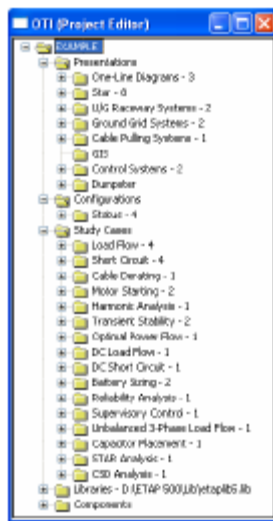 OTI (Project Editor)
EXAMPLE
Presentations
One-Line Diagrams - 3
Star - 6
U/G Raceway Systems - 2
Ground Grid Systems - 2
Cable Pulling Systems - 1
GIS
Control Systems - 2
Dumpster
Configurations
Status - 4
Study Cases
Load Flow - 4
Short Circuit - 4
Cable Derating - 1
Motor Starting - 2
Harmonic Analysis - 1
Transient Stability - 2
Optimal Power Flow - 1
DC Load Flow - 1
DC Short Circuit - 1
Battery Sizing - 2
Reliability Analysis - 1
Supervisory Control - 1
Unbalanced 3-Phase Load Flow - 1
Capacitor Placement - 1
STAR Analysis - 1
CSD Analysis - 1
Libraries - D:\ETAP 500\Lib\etaplib5.lib
Components